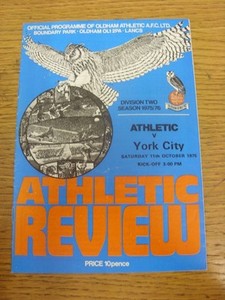 OFFICIAL PROGRAMME OF OLDHAM ATHLETIC A.F.C. LTD.
BOUNDARY PARK · OLDHAM OL1 2PA · LANCS
DIVISION TWO
SEASON 1975/76
ATHLETIC
v
York City
SATURDAY 11th OCTOBER 1975
KICK-OFF 3.00 PM
ATHLETIC
REVIEW
PRICE 10pence